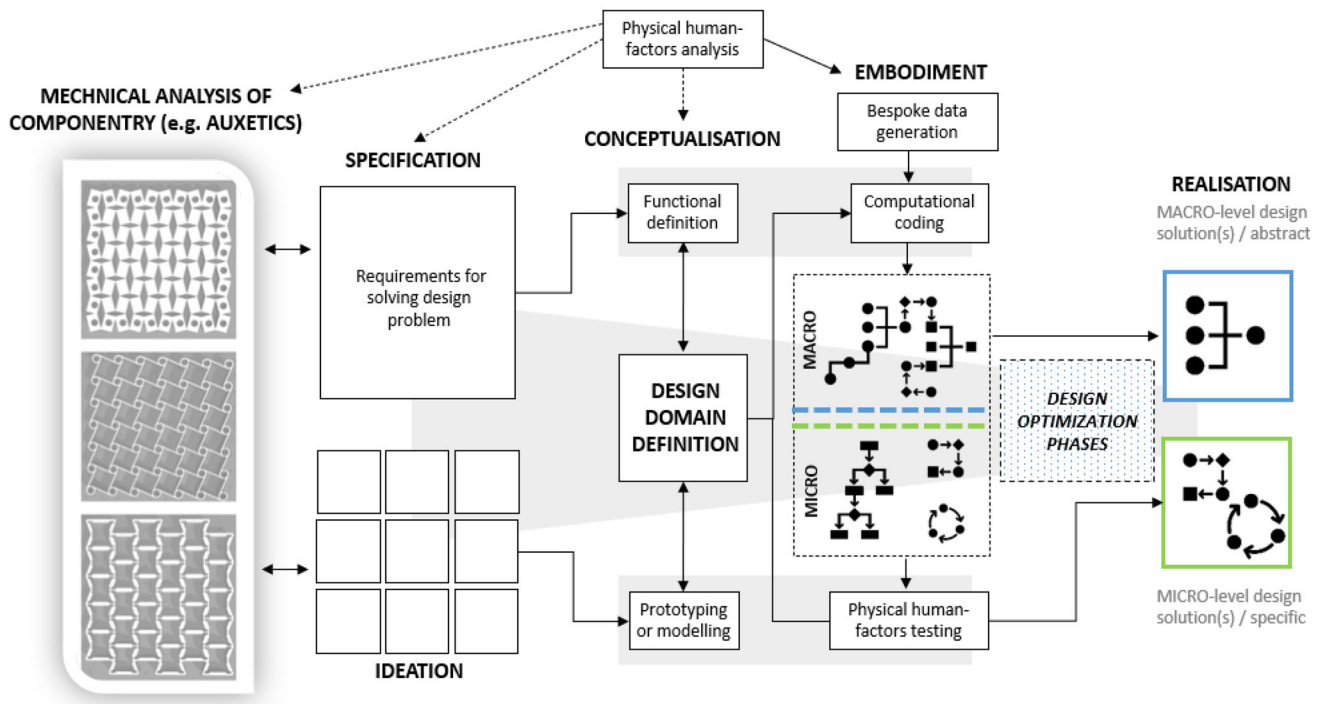 Physical human-
factors analysis
MECHNICAL ANALYSIS OF
COMPONENTRY (e.g. AUXETICS)
SPECIFICATION
Requirements for
solving design
problem
IDEATION
CONCEPTUALISATION
Functional
definition
DESIGN
DOMAIN
DEFINITION
Prototyping
or modelling
EMBODIMENT
Bespoke data
generation
Computational
coding
MACRO
MICRO
Physical human-
factors testing
DESIGN
OPTIMIZATION
PHASES
REALISATION
MACRO-level design
solution(s) / abstract
MICRO-level design
solution(s) / specific